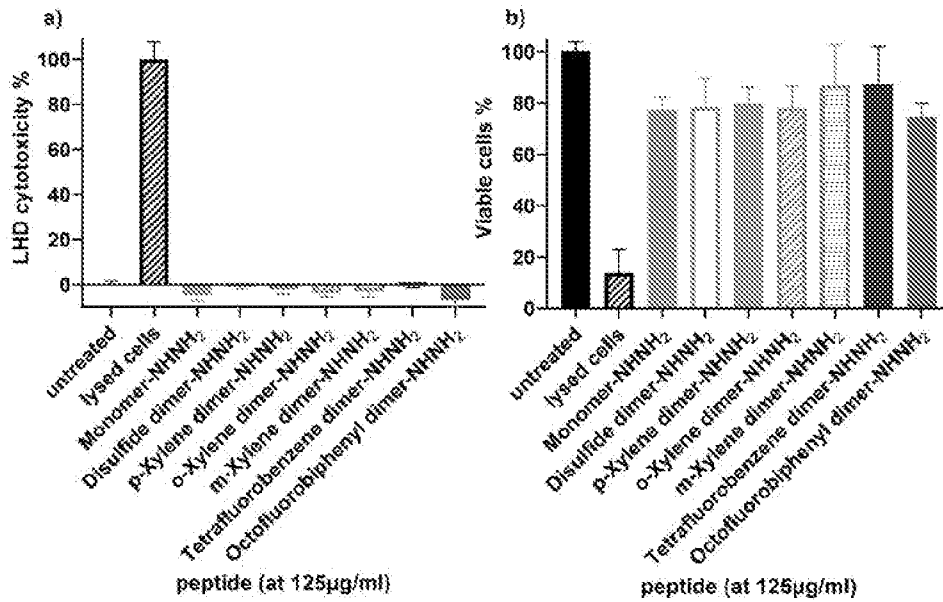 a)
LHD cytotoxicity %
100
80
60
40
20
0
untreated
lysed cells
Monomer-NHNH2
Disulfide dimer-NHNH2
p-Xylene dimer-NHNH2
o-Xylene dimer-NHNH2
m-Xylene dimer-NHNH2
Tetrafluorobenzene dimer-NHNH2
Octofluorobiphenyl dimer-NHNH2
peptide (at 125µg/ml)
b)
Viable cells %
100
80
60
40
20
0
untreated
lysed cells
Monomer-NHNH2
Disulfide dimer-NHNH2
p-Xylene dimer-NHNH2
o-Xylene dimer-NHNH2
m-Xylene dimer-NHNH2
Tetrafluorobenzene dimer-NHNH2
Octofluorobiphenyl dimer-NHNH2
peptide (at 125µg/ml)